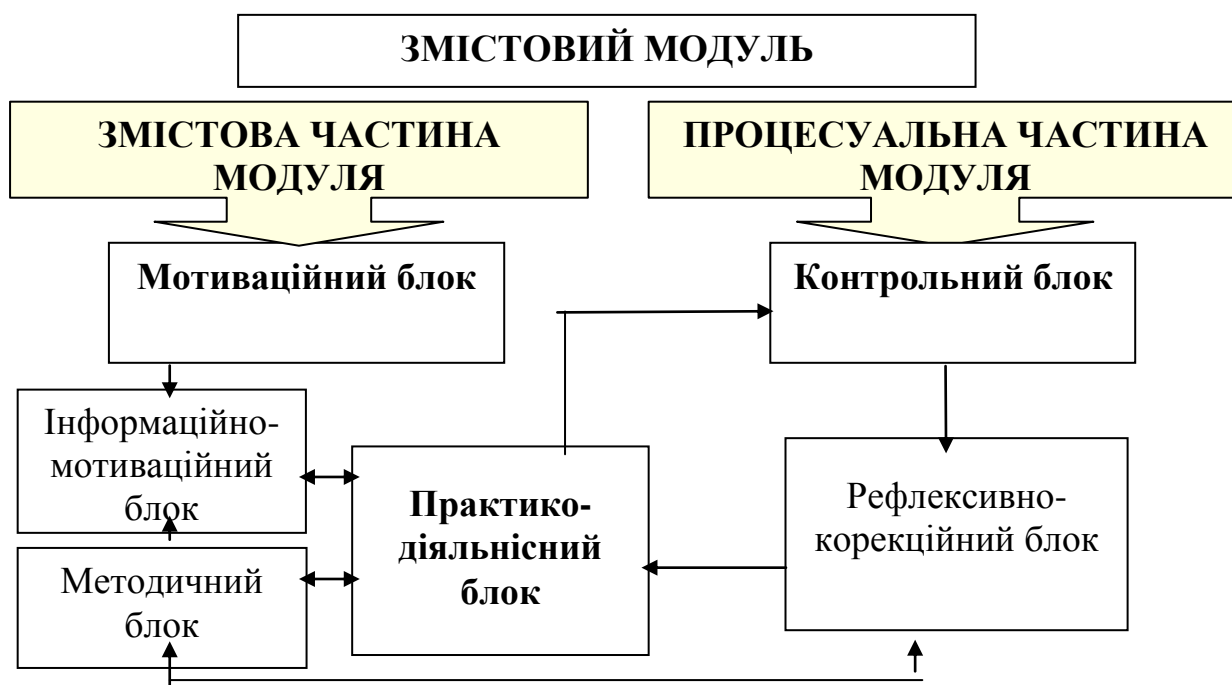 ЗМІСТОВИЙ МОДУЛЬ
ЗМІСТОВА ЧАСТИНА
МОДУЛЯ
ПРОЦЕСУАЛЬНА ЧАСТИНА
МОДУЛЯ
Мотиваційний блок
Контрольний блок
Інформаційно-
мотиваційний
блок
Практико-
діяльнісний
блок
Рефлексивно-
корекційний блок
Методичний
блок